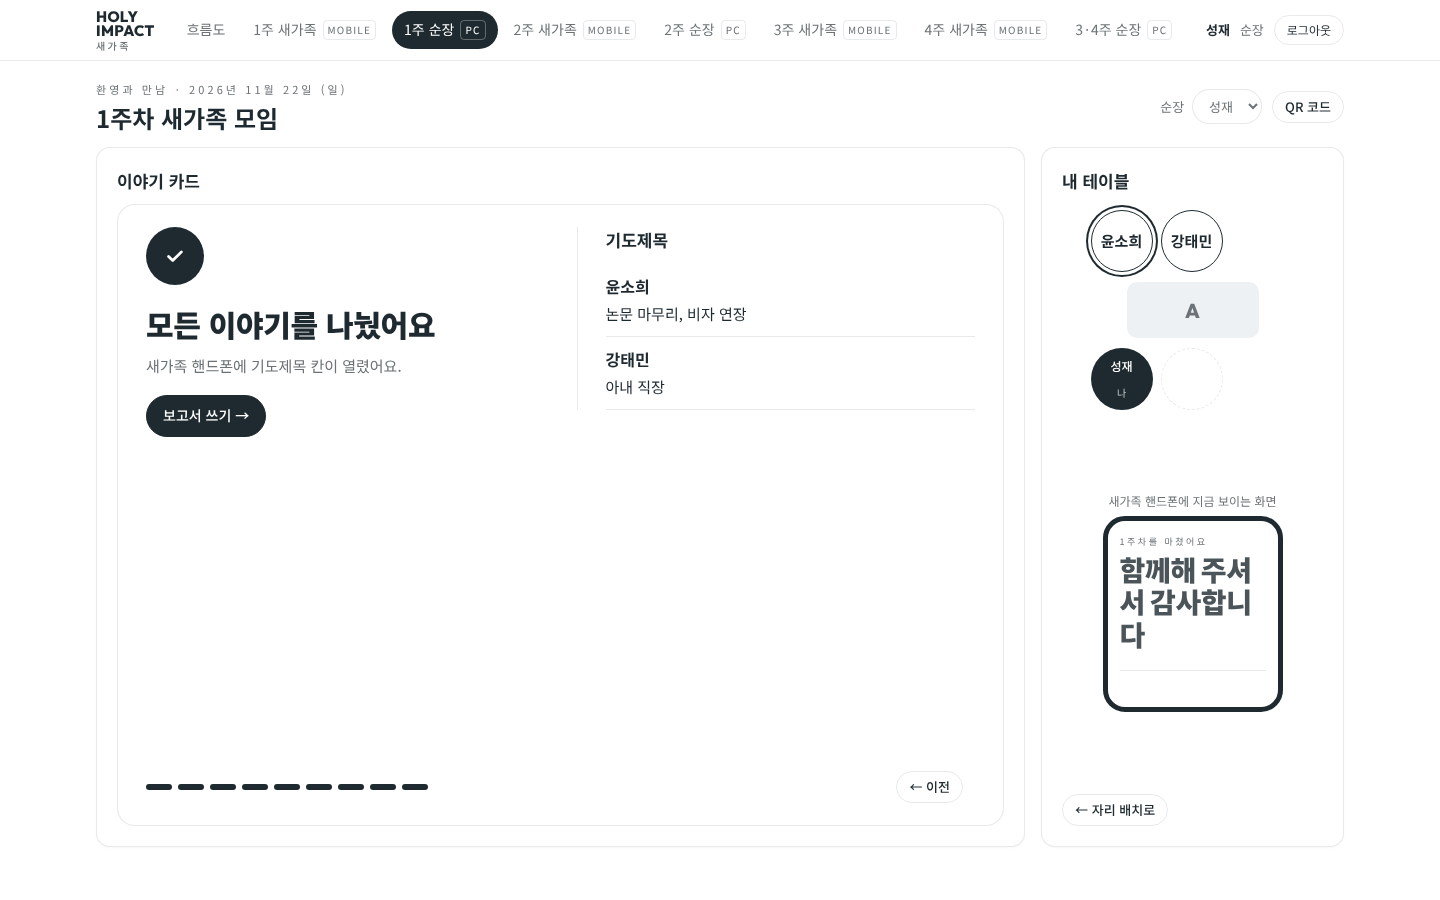 HOLY
IMPACT
새가족
흐름도
1주 새가족 MOBILE
1주 순장 PC
2주 새가족 MOBILE
2주 순장 PC
3주 새가족 MOBILE
4주 새가족 MOBILE
3·4주 순장 PC
성재 순장
로그아웃
환영과 만남 · 2026년 11월 22일 (일)
1주차 새가족 모임
순장 성재
QR 코드
이야기 카드
모든 이야기를 나눴어요
새가족 핸드폰에 기도제목 칸이 열렸어요.
보고서 쓰기 →
기도제목
윤소희
논문 마무리, 비자 연장
강태민
아내 직장
← 이전
내 테이블
윤소희
강태민
A
성재
나
새가족 핸드폰에 지금 보이는 화면
1주차를 마쳤어요
함께해 주셔
서 감사합니
다
← 자리 배치로